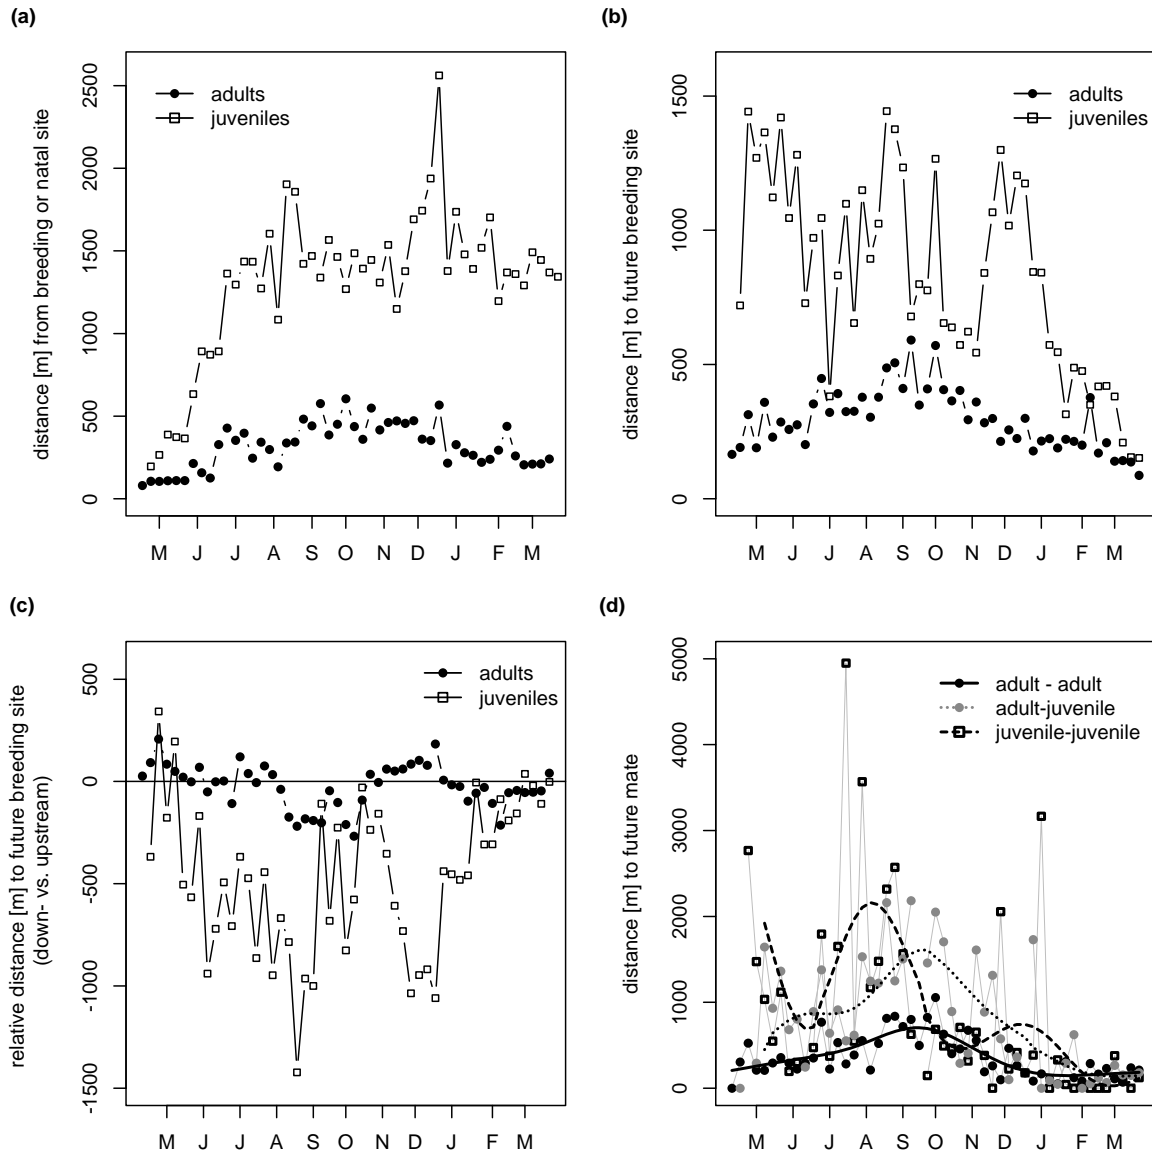 (a)
distance [m] from breeding or natal site
2500
2000
1500
1000
500
0
adults
juveniles
M J J A S O N D J F M
(b)
distance [m] to future breeding site
1500
1000
500
0
adults
juveniles
M J J A S O N D J F M
(c)
relative distance [m] to future breeding site
(down- vs. upstream)
500
0
-500
-1000
-1500
adults
juveniles
M J J A S O N D J F M
(d)
distance [m] to future mate
5000
4000
3000
2000
1000
0
adult - adult
adult-juvenile
juvenile-juvenile
M J J A S O N D J F M